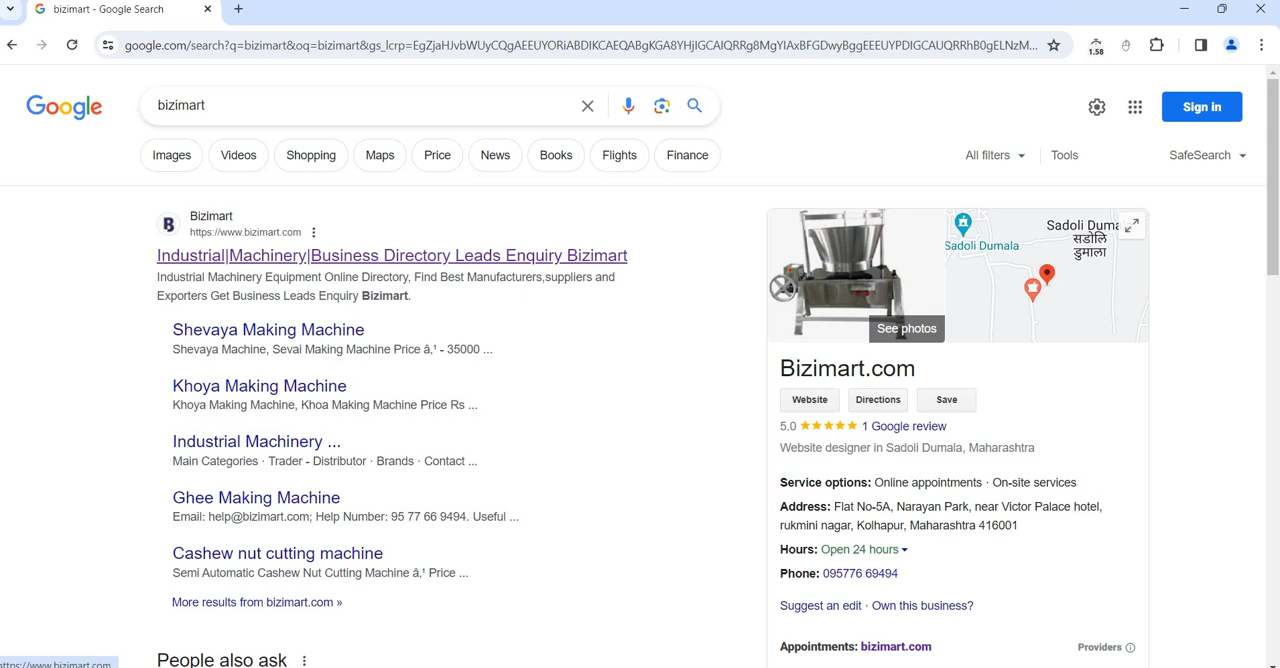 bizimart - Google Search
google.com/search?q=bizimart&oq=bizimart&gs_lcrp=EgZjaHJvbWUyCQgAEEUYORiABDIKCAEQABgKGA8YHjIGCAIQRRg8MgYIAxBFGDwyBggEEEUYPDIGCAUQRRhB0gELNzM...
1.58
Google
bizimart
Sign in
Images
Videos
Shopping
Maps
Price
News
Books
Flights
Finance
All filters
Tools
SafeSearch
B
Bizimart
https://www.bizimart.com
Industrial|Machinery|Business Directory Leads Enquiry Bizimart
Industrial Machinery Equipment Online Directory, Find Best Manufacturers,suppliers and
Exporters Get Business Leads Enquiry Bizimart.
Shevaya Making Machine
Shevaya Machine, Sevai Making Machine Price â‚¹ - 35000 ...
Khoya Making Machine
Khoya Making Machine, Khoa Making Machine Price Rs ...
Industrial Machinery ...
Main Categories · Trader - Distributor · Brands · Contact ...
Ghee Making Machine
Email: help@bizimart.com; Help Number: 95 77 66 9494. Useful ...
Cashew nut cutting machine
Semi Automatic Cashew Nut Cutting Machine â‚¹ Price ...
More results from bizimart.com »
People also ask
https://www.bizimart.com
See photos
Sadoli Dumala
Sadoli Duma
सडोलि
डुमाला
Bizimart.com
Website
Directions
Save
5.0 1 Google review
Website designer in Sadoli Dumala, Maharashtra
Service options: Online appointments · On-site services
Address: Flat No-5A, Narayan Park, near Victor Palace hotel,
rukmini nagar, Kolhapur, Maharashtra 416001
Hours: Open 24 hours
Phone: 095776 69494
Suggest an edit · Own this business?
Appointments: bizimart.com
Providers